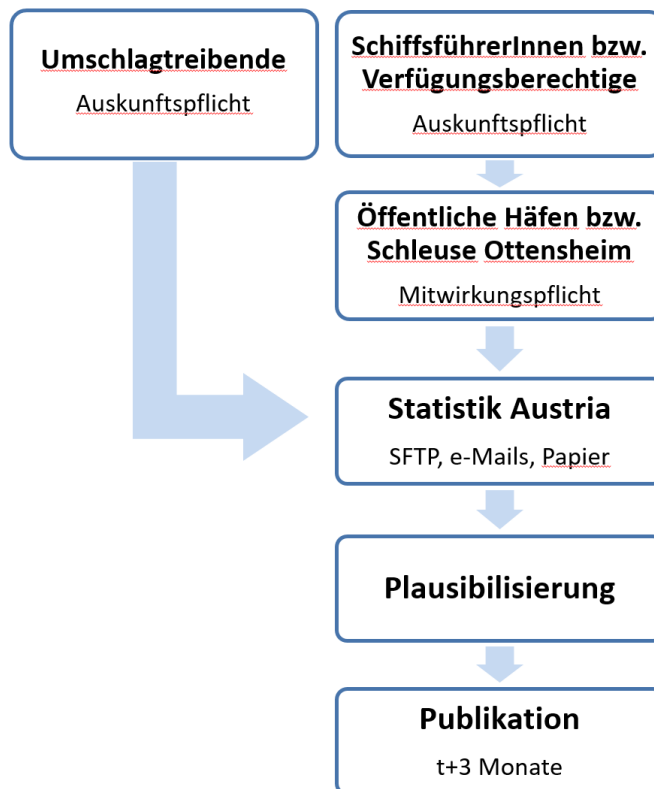 Umschlagtreibende
Auskunftspflicht
SchiffsführerInnen bzw.
Verfügungsberechtige
Auskunftspflicht
Öffentliche Häfen bzw.
Schleuse Ottensheim
Mitwirkungspflicht
Statistik Austria
SFTP, e-Mails, Papier
Plausibilisierung
Publikation
t+3 Monate